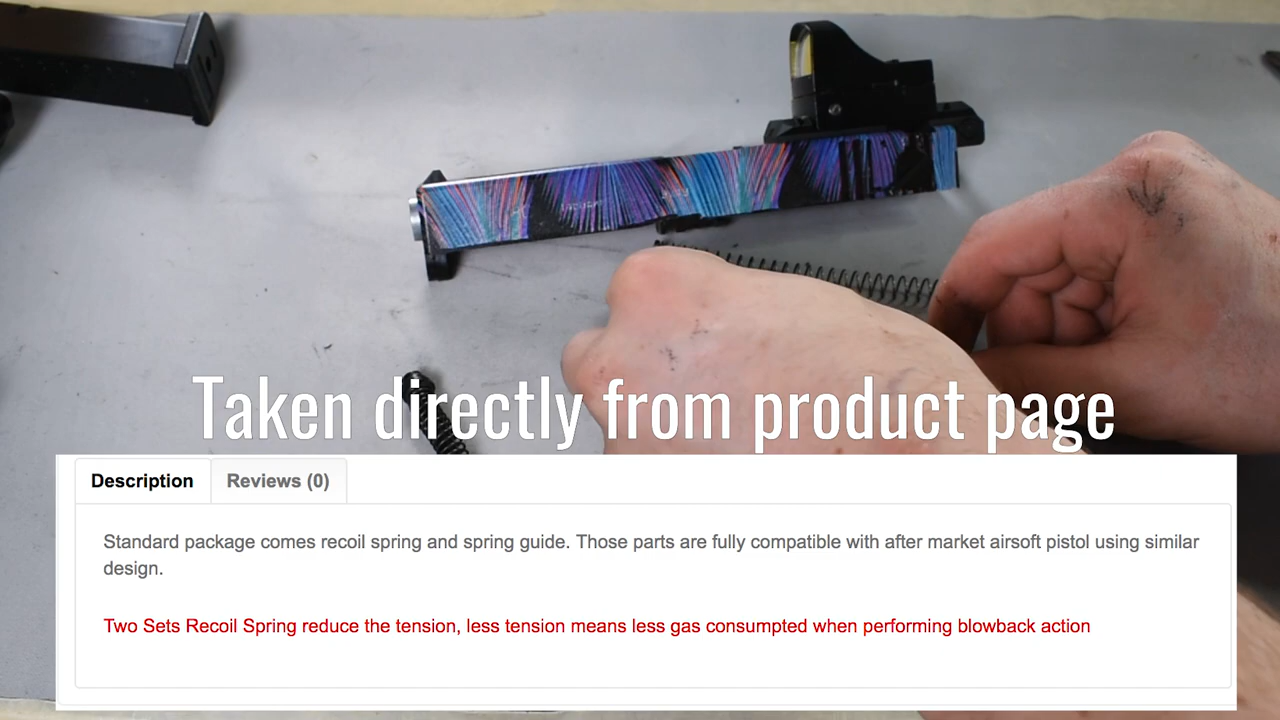 Taken directly from product page
Description
Reviews (0)
Standard package comes recoil spring and spring guide. Those parts are fully compatible with after market airsoft pistol using similar
design.
Two Sets Recoil Spring reduce the tension, less tension means less gas consumpted when performing blowback action